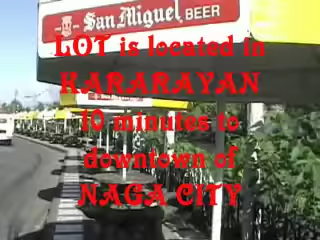 San Miguel BEER
LOT is located in
KARARAYAN
10 minutes to
downtown of
NAGA CITY